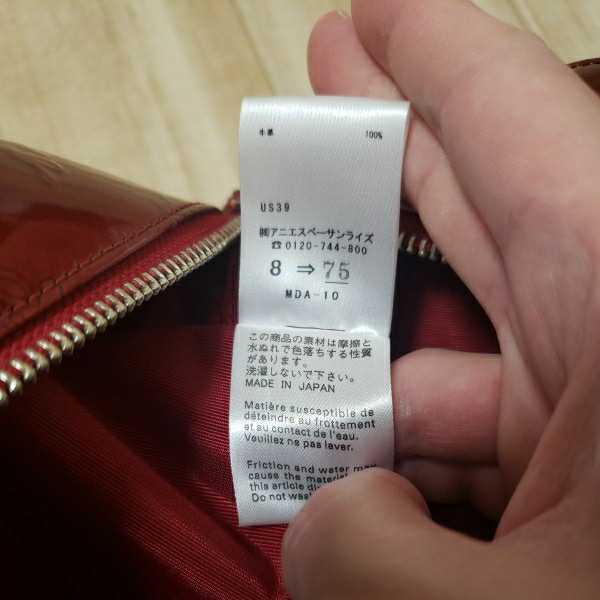 牛革 100%
US39
㈱アニエスベーサンライズ
☎0120-744-800
8 ⇒ 75
MDA-10
この商品の素材は摩擦と
水ぬれで色落ちする性質
があります。
洗濯しないで下さい。
MADE IN JAPAN
Matière susceptible de
déteindre au frottement
et au contact de l'eau.
Veuillez ne pas laver.
Friction and water may
cause the material
this article
Do not wash